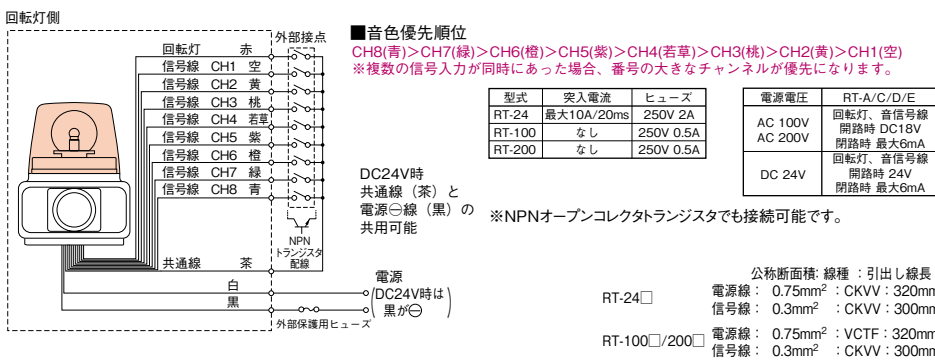 回転灯側
外部接点
回転灯 赤
信号線 CH1 空
信号線 CH2 黄
信号線 CH3 桃
信号線 CH4 若草
信号線 CH5 紫
信号線 CH6 橙
信号線 CH7 緑
信号線 CH8 青
NPN
トランジスタ
配線
共通線 茶
白
黒
外部保護用ヒューズ
電源
(DC24V時は
黒が⊖)
DC24V時
共通線(茶)と
電源⊖線(黒)の
共用可能
■音色優先順位
CH8(青)>CH7(緑)>CH6(橙)>CH5(紫)>CH4(若草)>CH3(桃)>CH2(黄)>CH1(空)
※複数の信号入力が同時にあった場合、番号の大きなチャンネルが優先になります。
型式 突入電流 ヒューズ
RT-24 最大10A/20ms 250V 2A
RT-100 なし 250V 0.5A
RT-200 なし 250V 0.5A
電源電圧 RT-A/C/D/E
AC 100V
AC 200V
回転灯、音信号線
開路時 DC18V
閉路時 最大6mA
DC 24V
回転灯、音信号線
開路時 24V
閉路時 最大6mA
※NPNオープンコレクタトランジスタでも接続可能です。
公称断面積: 線種 : 引出し線長
RT-24□ 電源線: 0.75mm² : CKVV : 320mm
信号線: 0.3mm² : CKVV : 300mm
RT-100□/200□ 電源線: 0.75mm² : VCTF : 320mm
信号線: 0.3mm² : CKVV : 300mm